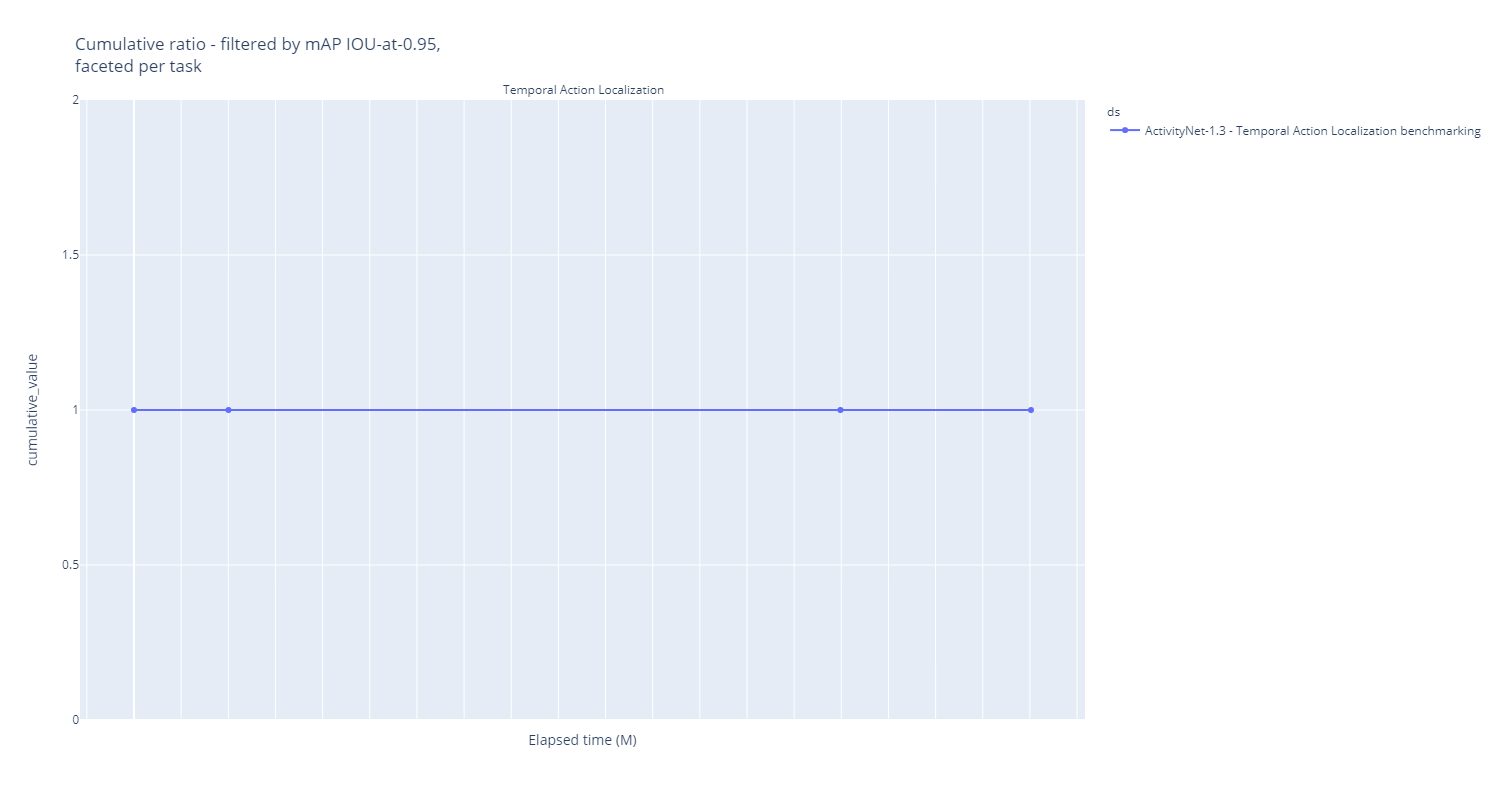 Cumulative ratio - filtered by mAP IOU-at-0.95,
faceted per task
Temporal Action Localization
ds
ActivityNet-1.3 - Temporal Action Localization benchmarking
2
1.5
1
0.5
0
cumulative_value
Elapsed time (M)